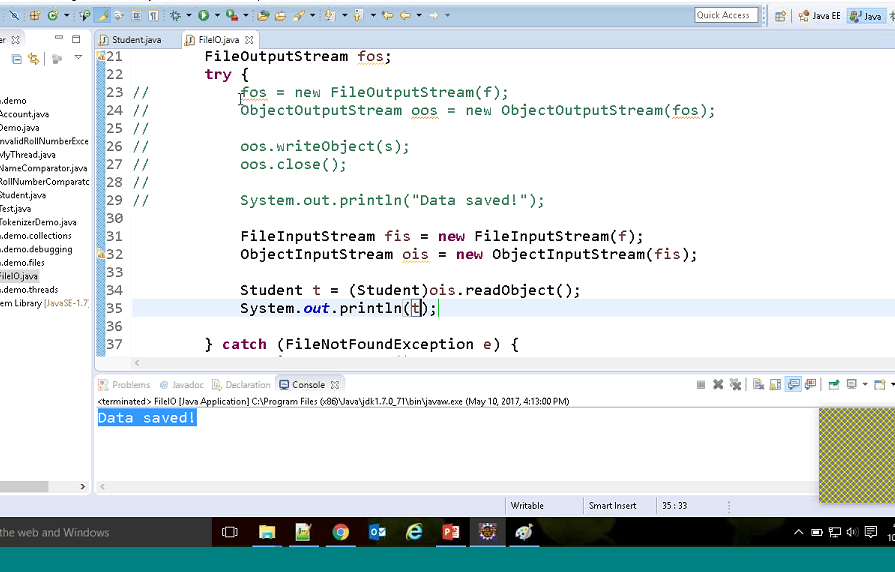 Quick Access
Java EE
Java
er
Student.java
FileIO.java
.demo
Account.java
Demo.java
nvalidRollNumberExce
MyThread.java
NameComparator.java
RollNumberComparato
Student.java
Test.java
TokenizerDemo.java
.demo.collections
.demo.debugging
.demo.files
FileIO.java
.demo.threads
em Library [JavaSE-1.7]
21 FileOutputStream fos;
22 try {
23 // fos = new FileOutputStream(f);
24 // ObjectOutputStream oos = new ObjectOutputStream(fos);
25 //
26 // oos.writeObject(s);
27 // oos.close();
28 //
29 // System.out.println("Data saved!");
30
31 FileInputStream fis = new FileInputStream(f);
32 ObjectInputStream ois = new ObjectInputStream(fis);
33
34 Student t = (Student)ois.readObject();
35 System.out.println(t);
36
37 } catch (FileNotFoundException e) {
Problems @ Javadoc Declaration Console
<terminated> FileIO [Java Application] C:\Program Files (x86)\Java\jdk1.7.0_71\bin\javaw.exe (May 10, 2017, 4:13:00 PM)
Data saved!
Writable Smart Insert 35 : 33
the web and Windows
10